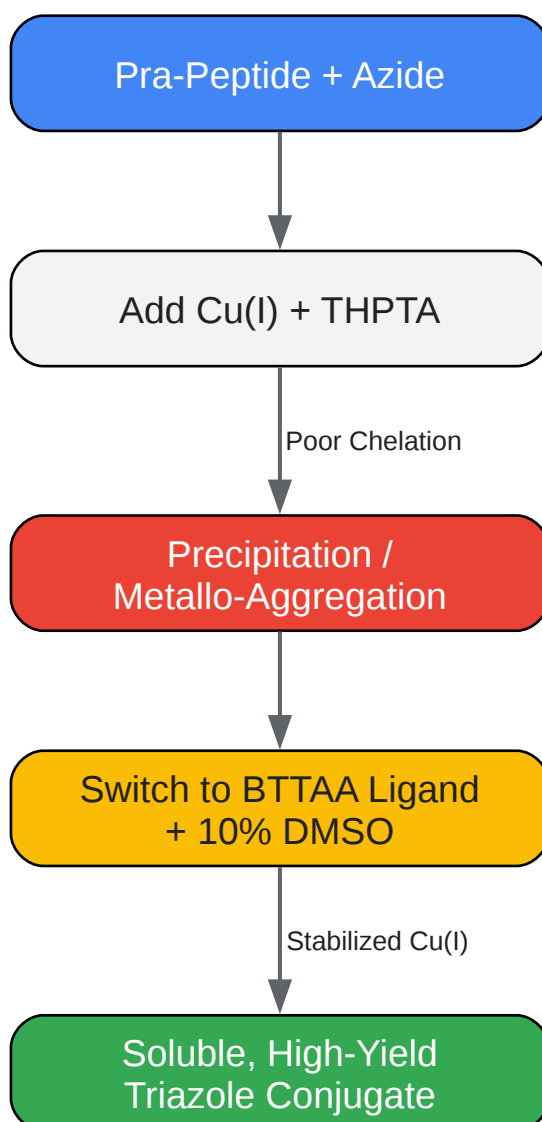 Pra-Peptide + Azide
Add Cu(I) + THPTA
Poor Chelation
Precipitation /
Metallo-Aggregation
Switch to BTTAA Ligand
+ 10% DMSO
Stabilized Cu(I)
Soluble, High-Yield
Triazole Conjugate